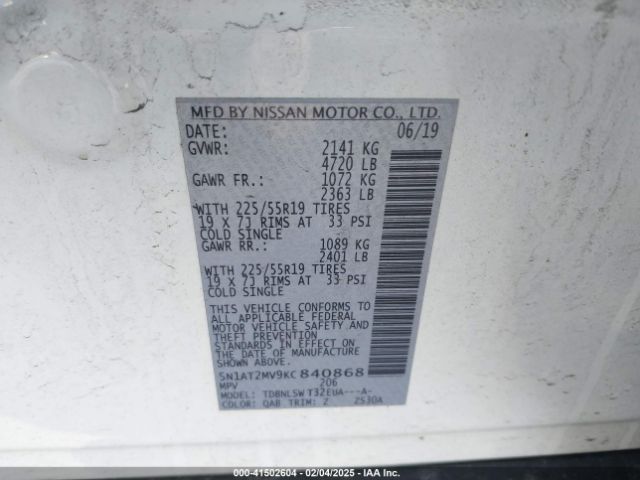 MFD BY NISSAN MOTOR CO., LTD.
DATE: 06/19
GVWR: 2141 KG
4720 LB
GAWR FR.: 1072 KG
2363 LB
WITH 225/55R19 TIRES
19 X 7J RIMS AT 33 PSI
COLD SINGLE
GAWR RR.: 1089 KG
2401 LB
WITH 225/55R19 TIRES
19 X 7J RIMS AT 33 PSI
COLD SINGLE
THIS VEHICLE CONFORMS TO
ALL APPLICABLE FEDERAL
MOTOR VEHICLE SAFETY AND
THEFT PREVENTION
STANDARDS IN EFFECT ON
THE DATE OF MANUFACTURE
SHOWN ABOVE.
5N1AT2MV9KC840868
MPV 206
MODEL: TDBNLSW T32EUA---A-
COLOR: QAB TRIM: Z ZS30A
000-41502604 - 02/04/2025 - IAA Inc.